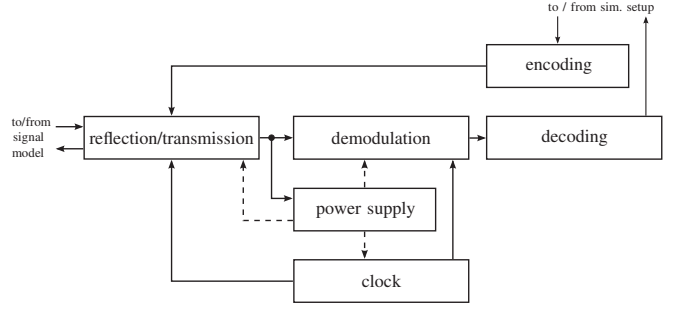 to / from sim. setup
encoding
to/from
signal
model
reflection/transmission
demodulation
decoding
power supply
clock